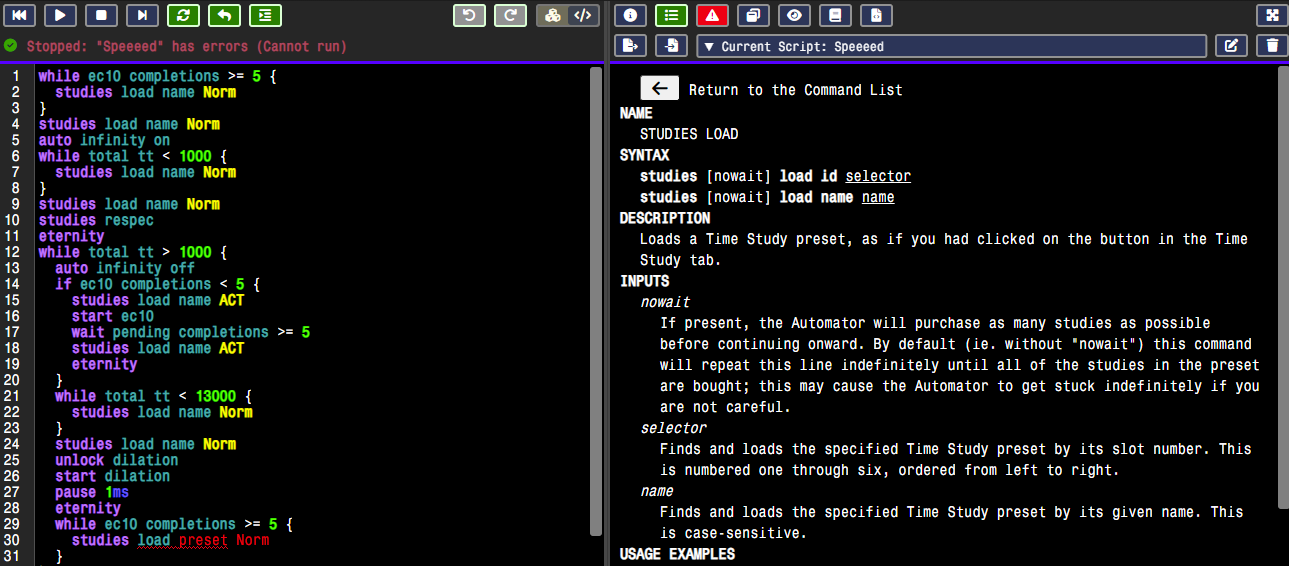 Stopped: "Speeeed" has errors (Cannot run)
1 while ec10 completions >= 5 {
2 studies load name Norm
3 }
4 studies load name Norm
5 auto infinity on
6 while total tt < 1000 {
7 studies load name Norm
8 }
9 studies load name Norm
10 studies respec
11 eternity
12 while total tt > 1000 {
13 auto infinity off
14 if ec10 completions < 5 {
15 studies load name ACT
16 start ec10
17 wait pending completions >= 5
18 studies load name ACT
19 eternity
20 }
21 while total tt < 13000 {
22 studies load name Norm
23 }
24 studies load name Norm
25 unlock dilation
26 start dilation
27 pause 1ms
28 eternity
29 while ec10 completions >= 5 {
30 studies load preset Norm
31 }
▼ Current Script: Speeeed
← Return to the Command List
NAME
STUDIES LOAD
SYNTAX
studies [nowait] load id selector
studies [nowait] load name name
DESCRIPTION
Loads a Time Study preset, as if you had clicked on the button in the Time
Study tab.
INPUTS
nowait
If present, the Automator will purchase as many studies as possible
before continuing onward. By default (ie. without "nowait") this command
will repeat this line indefinitely until all of the studies in the preset
are bought; this may cause the Automator to get stuck indefinitely if you
are not careful.
selector
Finds and loads the specified Time Study preset by its slot number. This
is numbered one through six, ordered from left to right.
name
Finds and loads the specified Time Study preset by its given name. This
is case-sensitive.
USAGE EXAMPLES